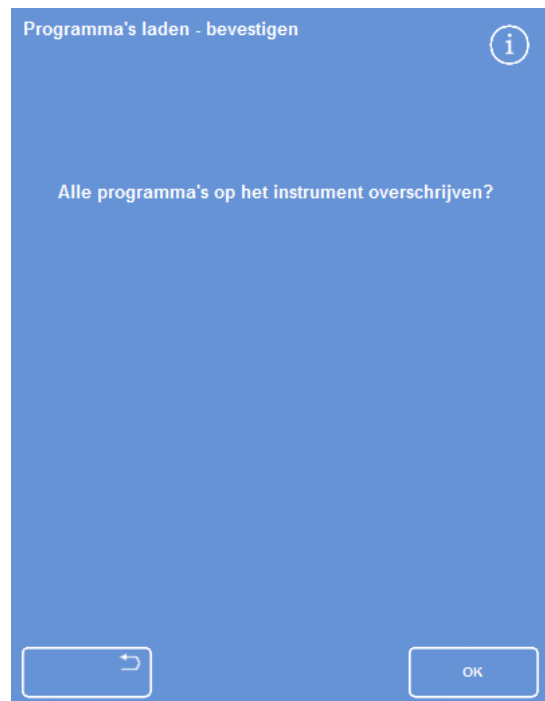 Programma's laden - bevestigen
i
Alle programma's op het instrument overschrijven?
OK